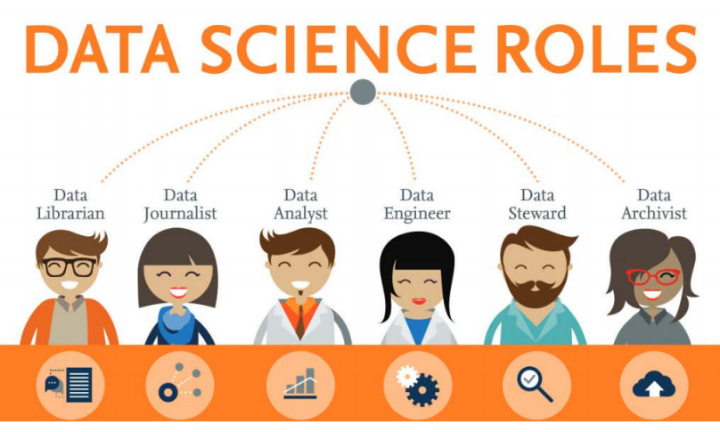 DATA SCIENCE ROLES
Data
Librarian
Data
Journalist
Data
Analyst
Data
Engineer
Data
Steward
Data
Archivist